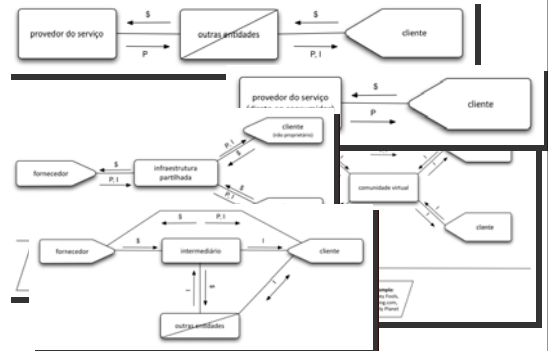 $
$
provedor do serviço
outras entidades
cliente
P
P, I
provedor do serviço
$
cliente
P
cliente
(não proprietário)
P, I
$
fornecedor
$
P, I
infraestrutura
partilhada
$
P, I
comunidade virtual
cliente
$
P, I
fornecedor
$
intermediário
I
cliente
I
$
I
outras entidades